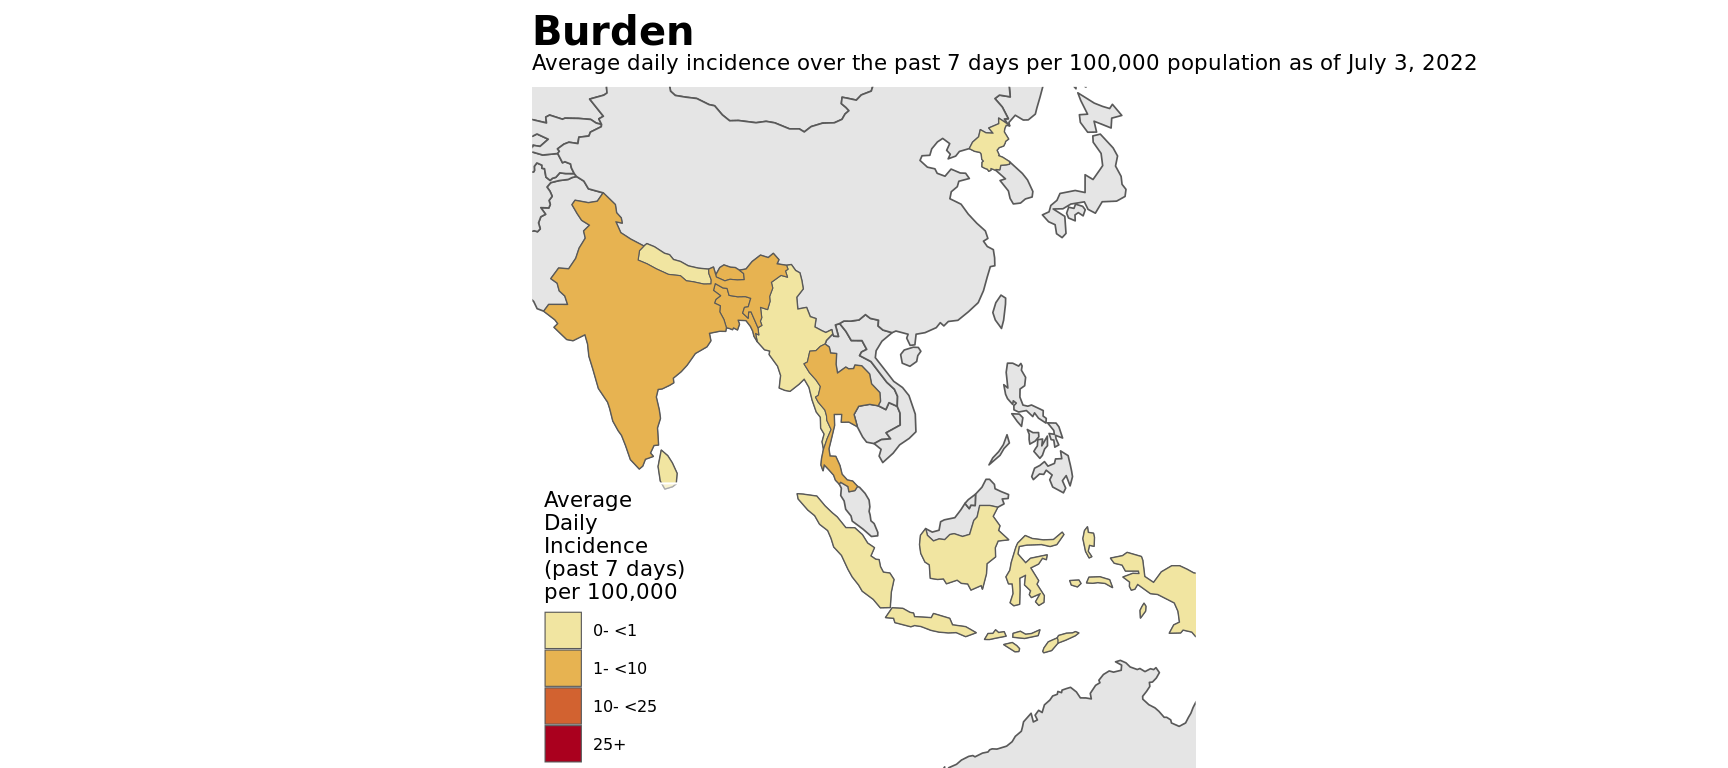 Burden
Average daily incidence over the past 7 days per 100,000 population as of July 3, 2022
Average
Daily
Incidence
(past 7 days)
per 100,000
0- <1
1- <10
10- <25
25+